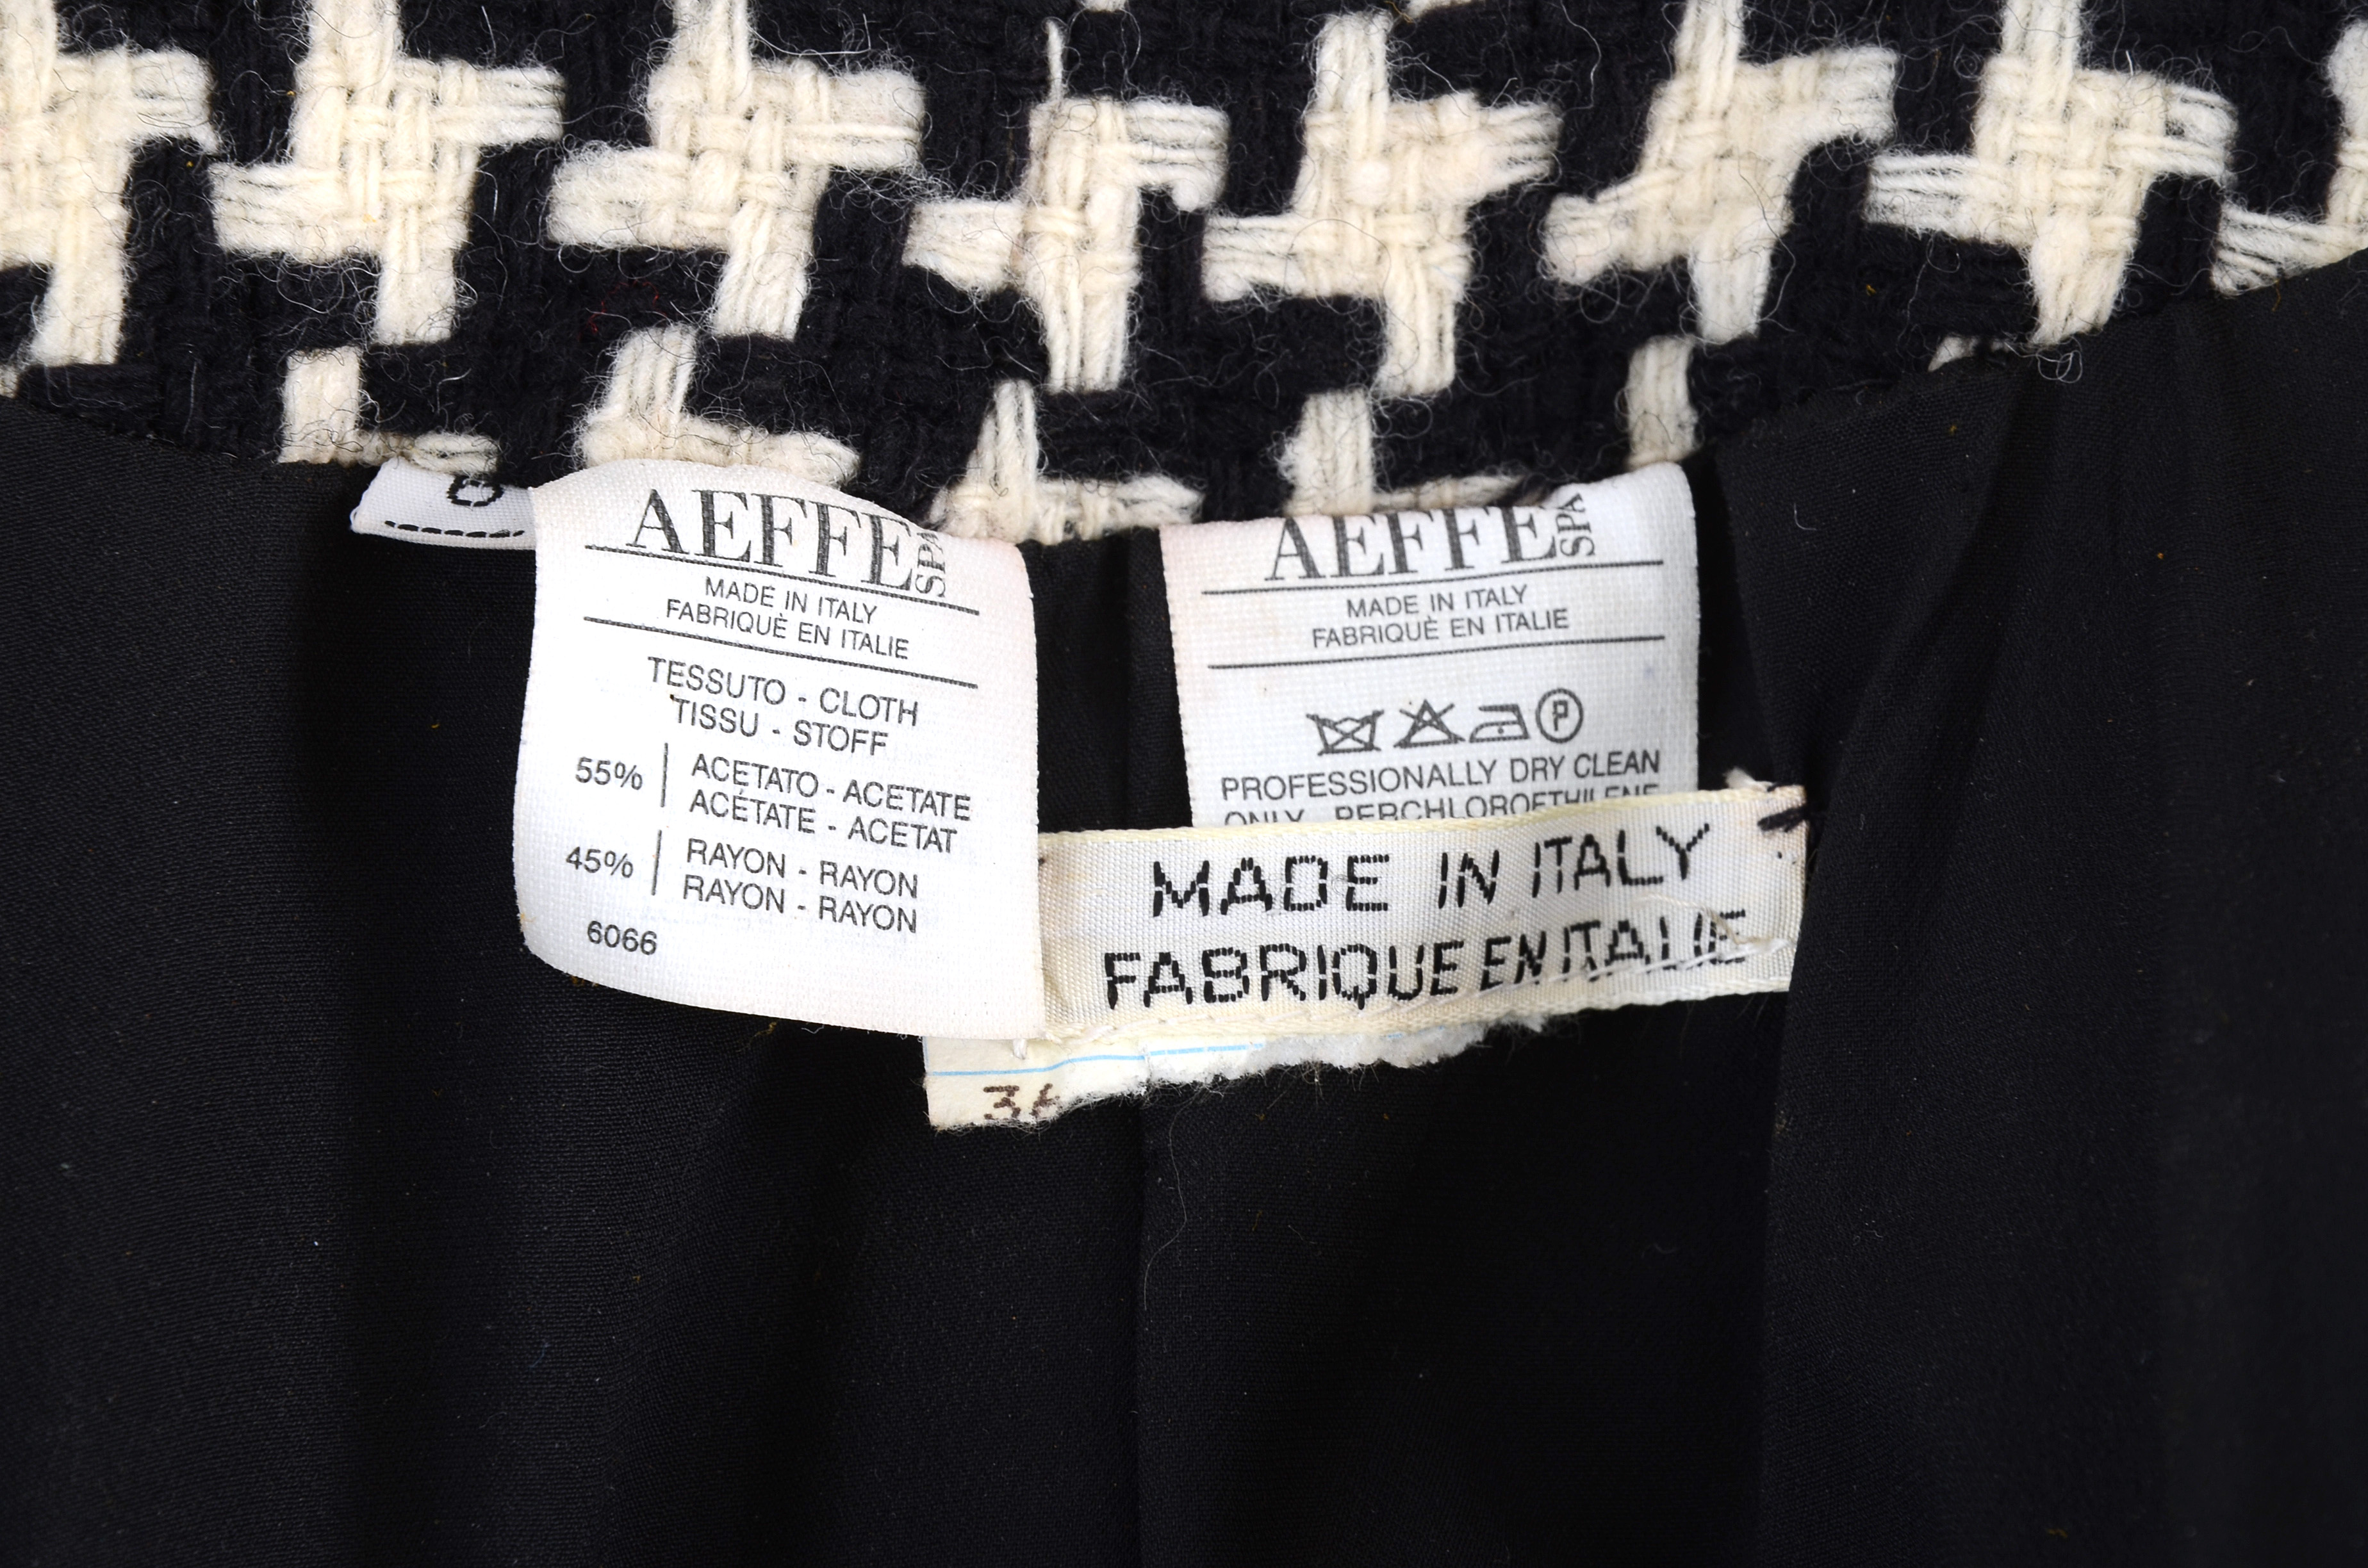 AEFFE SPA
MADE IN ITALY
FABRIQUÈ EN ITALIE
TESSUTO - CLOTH
TISSU - STOFF
55% ACETATO - ACETATE
ACÉTATE - ACETAT
45% RAYON - RAYON
RAYON - RAYON
6066
AEFFE SPA
MADE IN ITALY
FABRIQUÈ EN ITALIE
P
PROFESSIONALLY DRY CLEAN
ONLY PERCHLOROETHILENE
MADE IN ITALY
FABRIQUE EN ITALIE